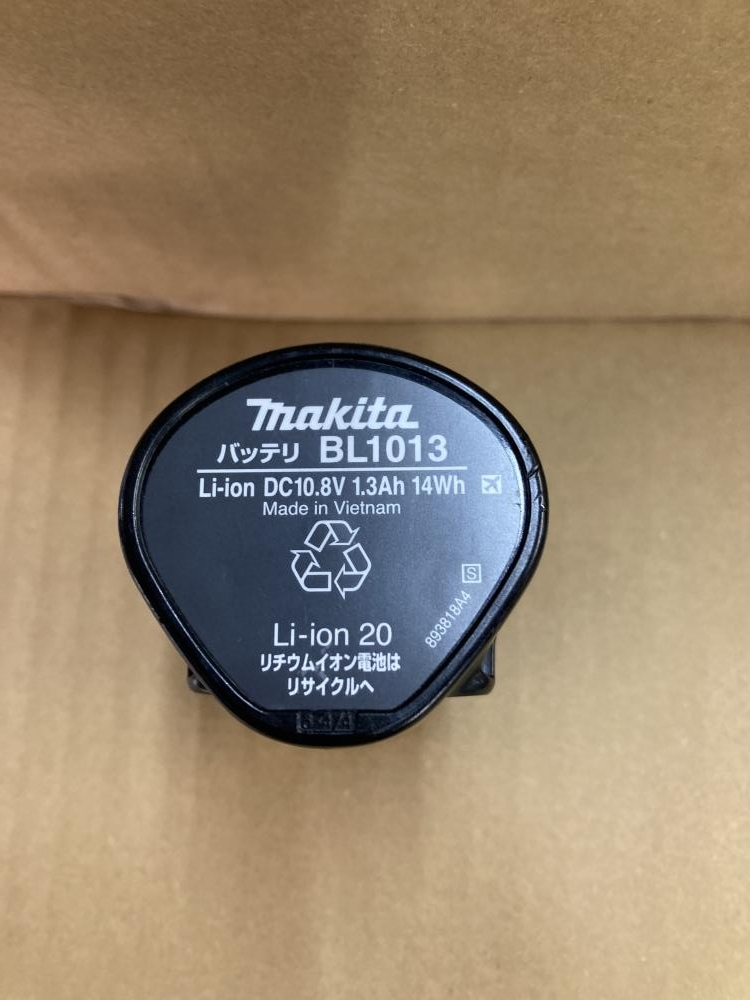 makita
バッテリ BL1013
Li-ion DC10.8V 1.3Ah 14Wh
Made in Vietnam
S
893818A4
Li-ion 20
リチウムイオン電池は
リサイクルへ